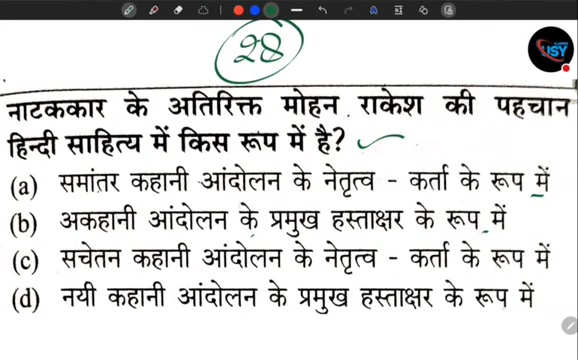 28
USY
नाटककार के अतिरिक्त मोहन राकेश की पहचान
हिन्दी साहित्य में किस रूप में है?
(a) समांतर कहानी आंदोलन के नेतृत्व - कर्ता के रूप में
(b) अकहानी आंदोलन के प्रमुख हस्ताक्षर के रूप में
(c) सचेतन कहानी आंदोलन के नेतृत्व - कर्ता के रूप में
(d) नयी कहानी आंदोलन के प्रमुख हस्ताक्षर के रूप में